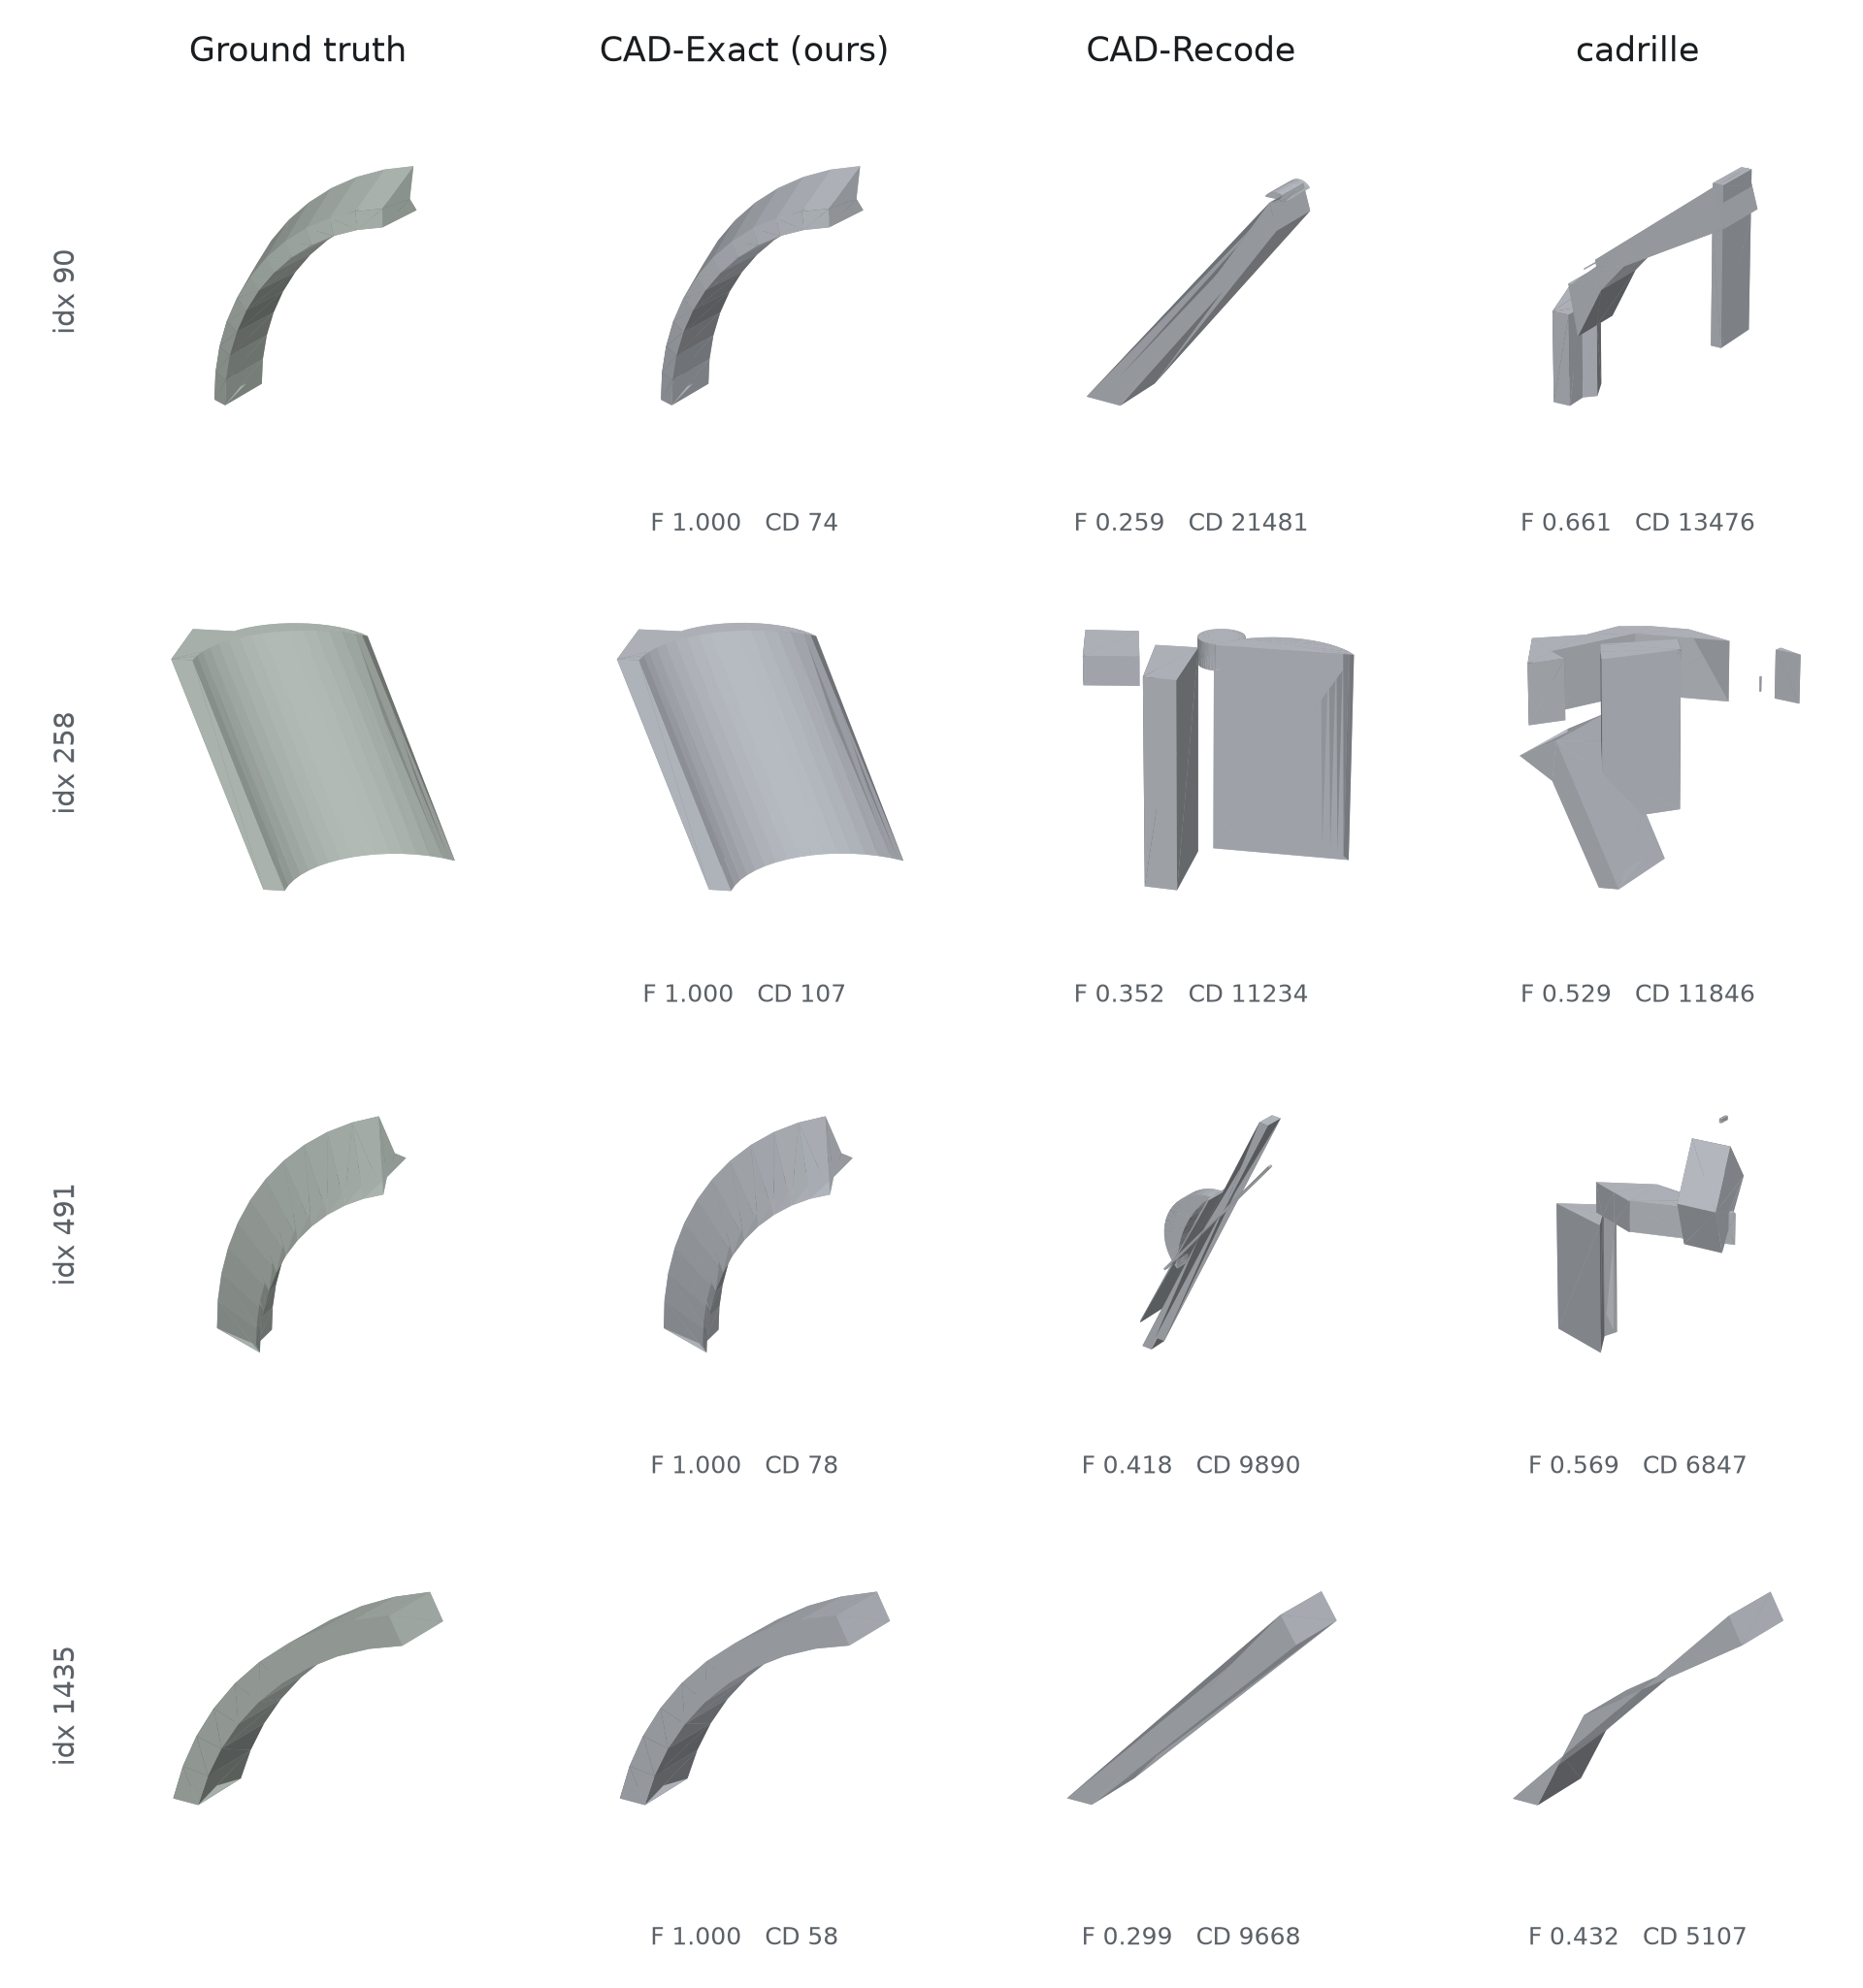 Ground truth CAD-Exact (ours) CAD-Recode cadrille
idx 90
F 1.000 CD 74 F 0.259 CD 21481 F 0.661 CD 13476
idx 258
F 1.000 CD 107 F 0.352 CD 11234 F 0.529 CD 11846
idx 491
F 1.000 CD 78 F 0.418 CD 9890 F 0.569 CD 6847
idx 1435
F 1.000 CD 58 F 0.299 CD 9668 F 0.432 CD 5107